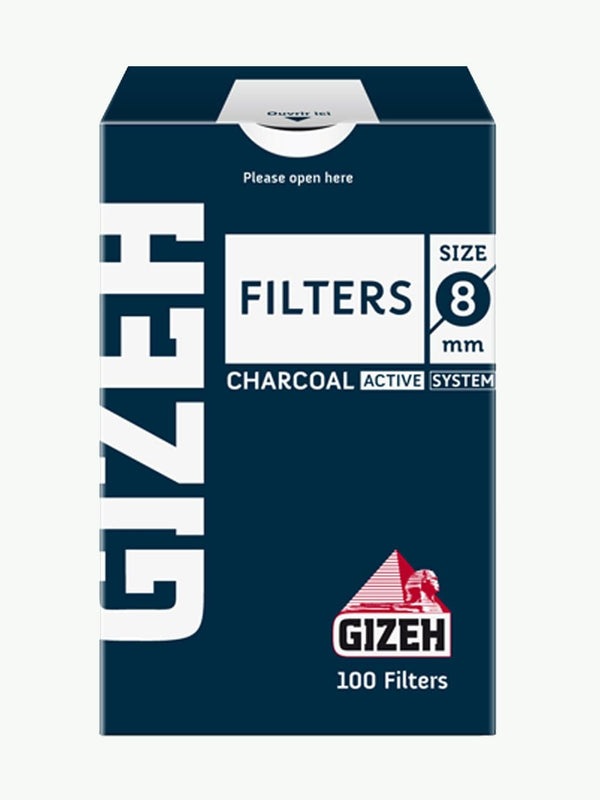 Ouvrir ici
Please open here
GIZEH
FILTERS
SIZE
8
mm
CHARCOAL ACTIVE SYSTEM
GIZEH
100 Filters